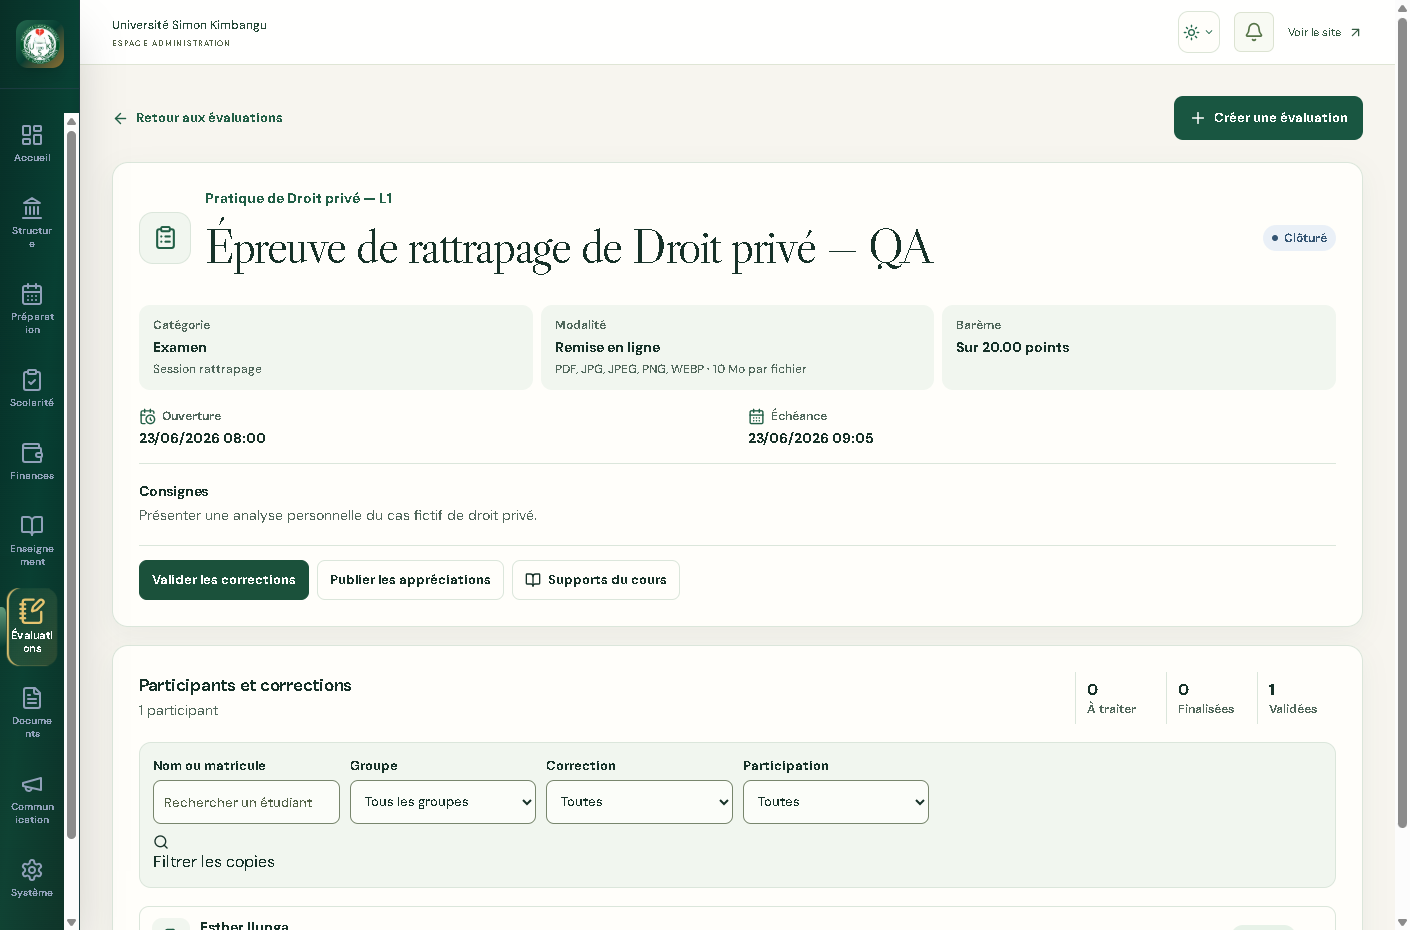 Université Simon Kimbangu
ESPACE ADMINISTRATION
Voir le site
Accueil
Structur
e
Préparat
ion
Scolarité
Finances
Enseigne
ment
Évaluati
ons
Docume
nts
Commun
ication
Système
Retour aux évaluations
Créer une évaluation
Pratique de Droit privé — L1
Épreuve de rattrapage de Droit privé — QA
Clôturé
Catégorie
Examen
Session rattrapage
Modalité
Remise en ligne
PDF, JPG, JPEG, PNG, WEBP · 10 Mo par fichier
Barème
Sur 20.00 points
Ouverture
23/06/2026 08:00
Échéance
23/06/2026 09:05
Consignes
Présenter une analyse personnelle du cas fictif de droit privé.
Valider les corrections
Publier les appréciations
Supports du cours
Participants et corrections
1 participant
0
À traiter
0
Finalisées
1
Validées
Nom ou matricule
Rechercher un étudiant
Groupe
Tous les groupes
Correction
Toutes
Participation
Toutes
Filtrer les copies
Esther Ilunga